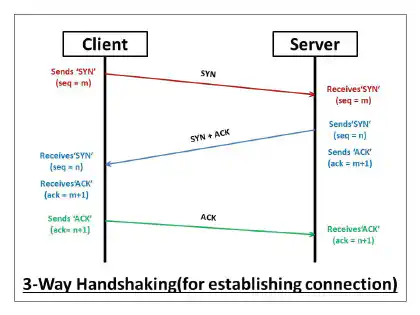 Client
Server
Sends 'SYN'
(seq = m)
SYN
Receives'SYN'
(seq = m)
Sends'SYN'
(seq = n)
SYN + ACK
Receives'SYN'
(seq = n)
Sends 'ACK'
(ack = m+1)
Receives'ACK'
(ack = m+1)
Sends 'ACK'
(ack= n+1)
ACK
Receives'ACK'
(ack = n+1)
3-Way Handshaking(for establishing connection)